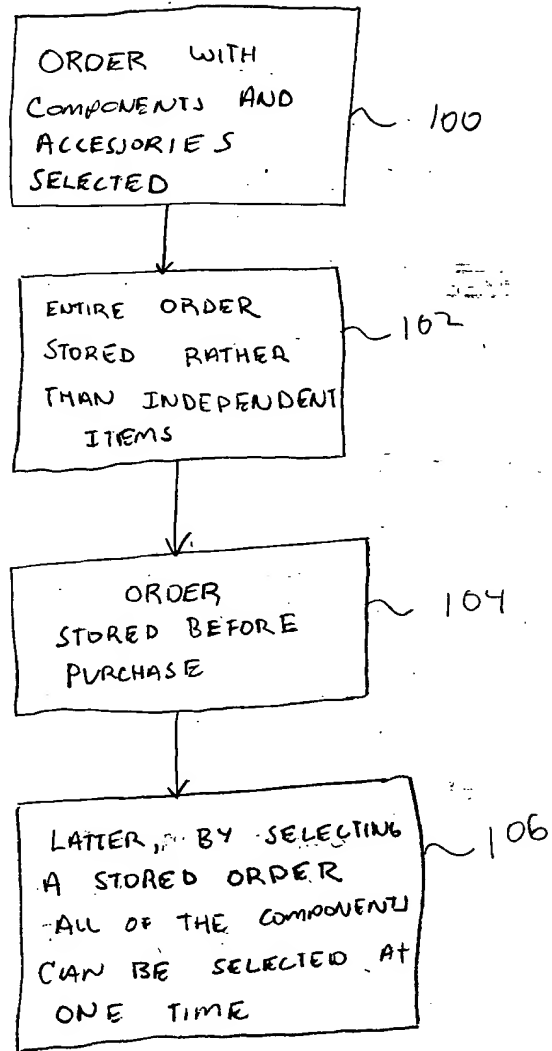 ORDER WITH
COMPONENTS AND
ACCESSORIES
SELECTED
100
ENTIRE ORDER
STORED RATHER
THAN INDEPENDENT
ITEMS
102
ORDER
STORED BEFORE
PURCHASE
104
LATTER, BY SELECTING
A STORED ORDER
ALL OF THE COMPONENTS
CAN BE SELECTED At
ONE TIME
106